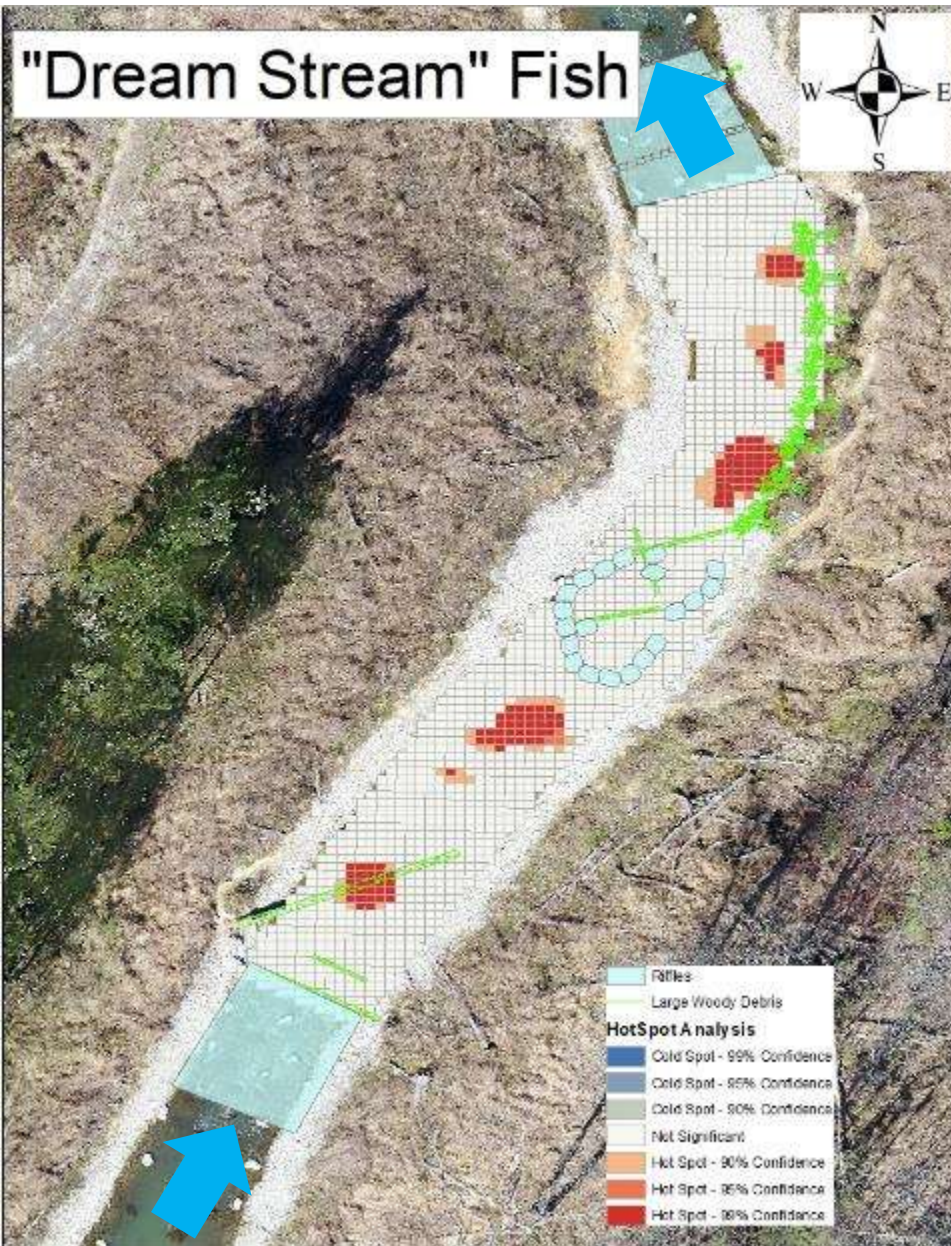 "Dream Stream" Fish
N
W E
S
Riffles
Large Woody Debris
HotSpot Analysis
Cold Spot - 99% Confidence
Cold Spot - 95% Confidence
Cold Spot - 90% Confidence
Not Significant
Hot Spot - 90% Confidence
Hot Spot - 95% Confidence
Hot Spot - 99% Confidence